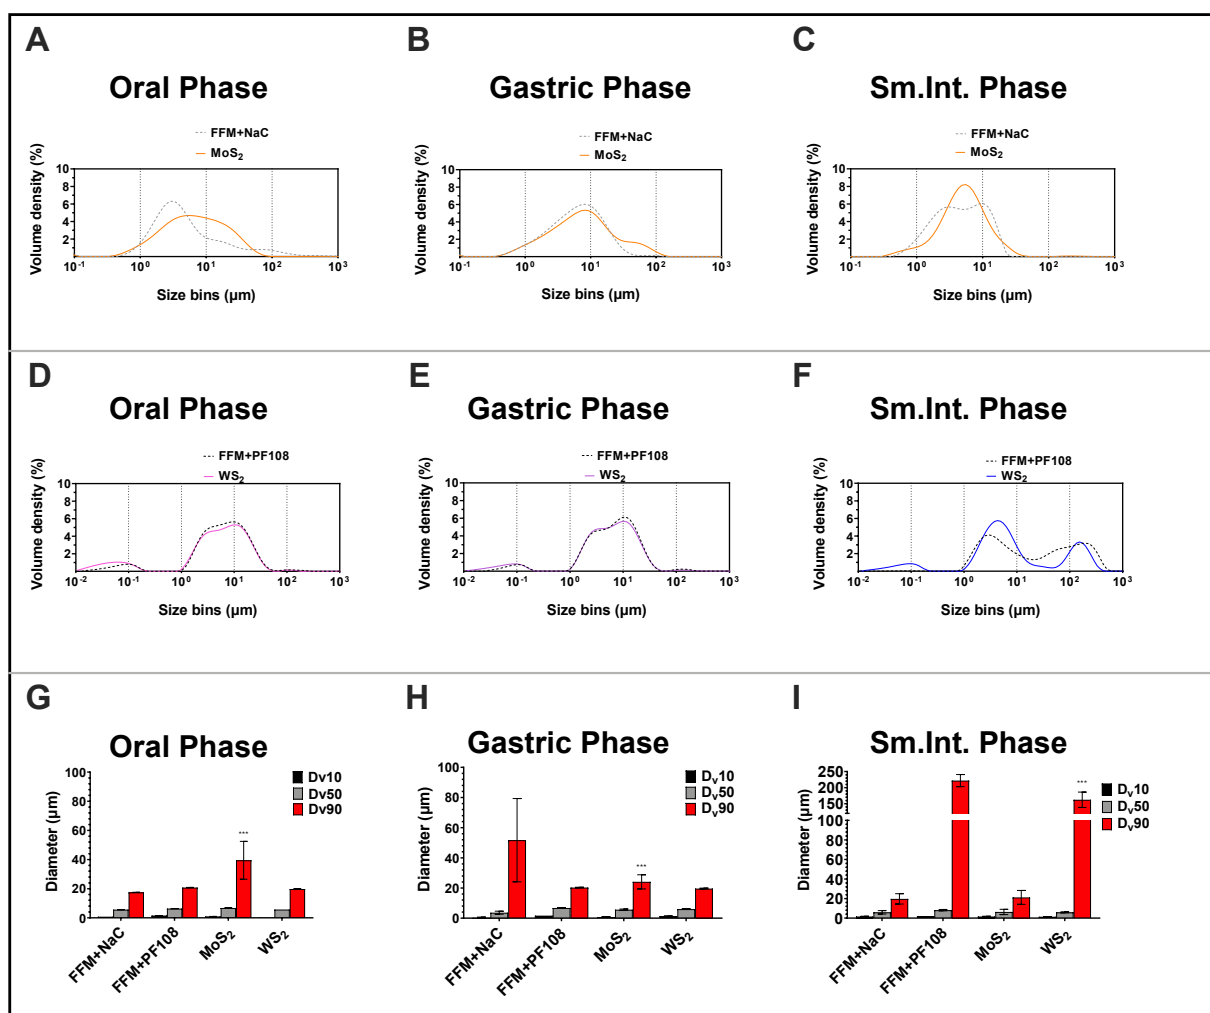 A
Oral Phase
FFM+NaC
MoS₂
Volume density (%)
10
8
6
4
2
10⁻¹ 10⁰ 10¹ 10² 10³
Size bins (µm)
B
Gastric Phase
FFM+NaC
MoS₂
Volume density (%)
10
8
6
4
2
10⁻¹ 10⁰ 10¹ 10² 10³
Size bins (µm)
C
Sm.Int. Phase
FFM+NaC
MoS₂
Volume density (%)
10
8
6
4
2
10⁻¹ 10⁰ 10¹ 10² 10³
Size bins (µm)
D
Oral Phase
FFM+PF108
WS₂
Volume density (%)
10
8
6
4
2
10⁻² 10⁻¹ 10⁰ 10¹ 10² 10³
Size bins (µm)
E
Gastric Phase
FFM+PF108
WS₂
Volume density (%)
10
8
6
4
2
10⁻² 10⁻¹ 10⁰ 10¹ 10² 10³
Size bins (µm)
F
Sm.Int. Phase
FFM+PF108
WS₂
Volume density (%)
10
8
6
4
2
10⁻² 10⁻¹ 10⁰ 10¹ 10² 10³
Size bins (µm)
G
Oral Phase
Dv10
Dv50
Dv90
Diameter (µm)
100
80
60
40
20
0
***
FFM+NaC FFM+PF108 MoS₂ WS₂
H
Gastric Phase
Dᵥ10
Dᵥ50
Dᵥ90
Diameter (µm)
100
80
60
40
20
0
***
FFM+NaC FFM+PF108 MoS₂ WS₂
I
Sm.Int. Phase
Dᵥ10
Dᵥ50
Dᵥ90
Diameter (µm)
250
200
150
100
80
60
40
20
0
***
FFM+NaC FFM+PF108 MoS₂ WS₂